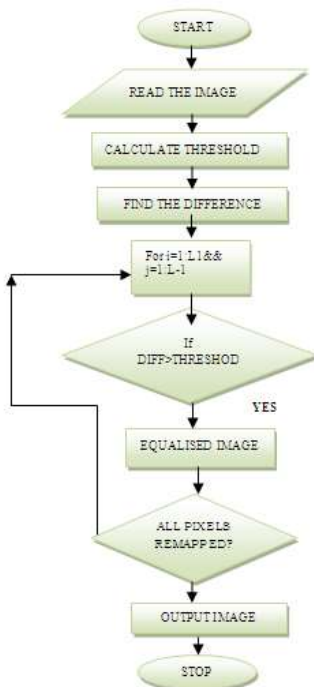 START
READ THE IMAGE
CALCULATE THRESHOLD
FIND THE DIFFERENCE
For i=1:L1&&
j=1:L-1
If
DIFF>THRESHOD
YES
EQUALISED IMAGE
ALL PIXELS
REMAPPED?
OUTPUT IMAGE
STOP